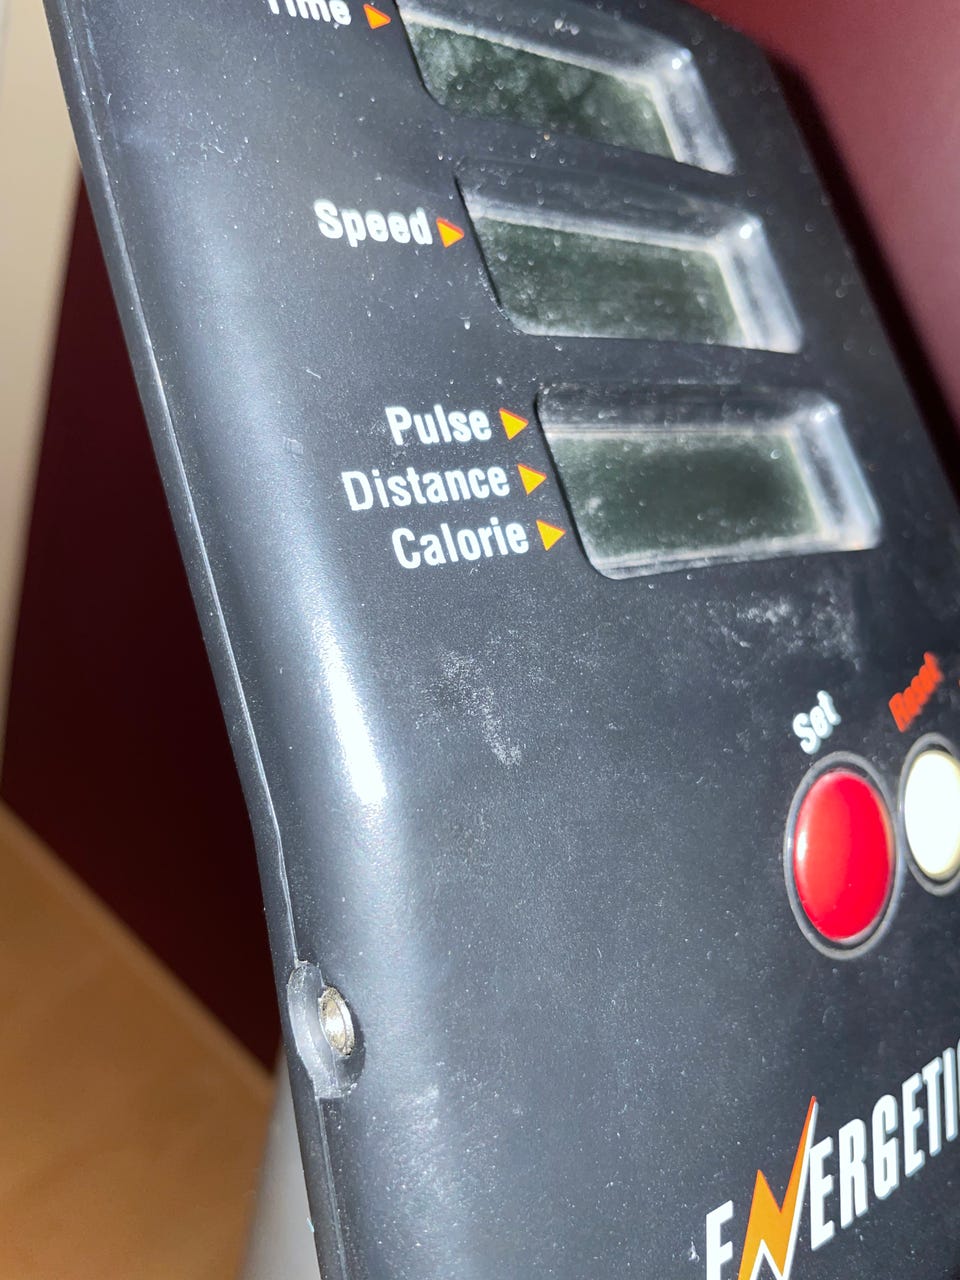 Time
Speed
Pulse
Distance
Calorie
Set
Reset
ENERGETI